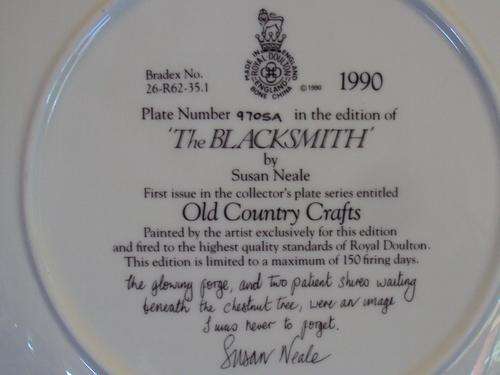 MADE IN ENGLAND
ROYAL DOULTON
ENGLAND
BONE CHINA
© 1990
1990
Bradex No.
26-R62-35.1
Plate Number 9705A in the edition of
'The BLACKSMITH'
by
Susan Neale
First issue in the collector's plate series entitled
Old Country Crafts
Painted by the artist exclusively for this edition
and fired to the highest quality standards of Royal Doulton.
This edition is limited to a maximum of 150 firing days.
the glowing forge, and two patient shires waiting
beneath the chestnut tree, were an image
I was never to forget.
Susan Neale